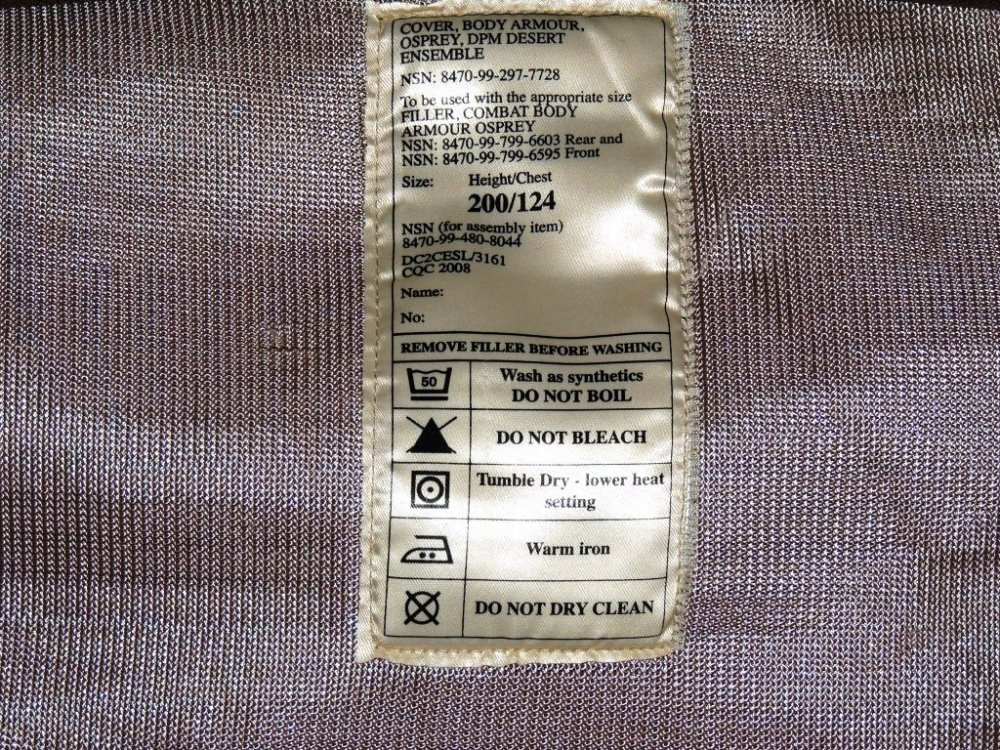 COVER, BODY ARMOUR,
OSPREY, DPM DESERT
ENSEMBLE
NSN: 8470-99-297-7728
To be used with the appropriate size
FILLER, COMBAT BODY
ARMOUR OSPREY
NSN: 8470-99-799-6603 Rear and
NSN: 8470-99-799-6595 Front
Size: Height/Chest
200/124
NSN (for assembly item)
8470-99-480-8044
DC2CESL/3161
CQC 2008
Name:
No:
REMOVE FILLER BEFORE WASHING
50
Wash as synthetics
DO NOT BOIL
DO NOT BLEACH
Tumble Dry - lower heat
setting
Warm iron
DO NOT DRY CLEAN